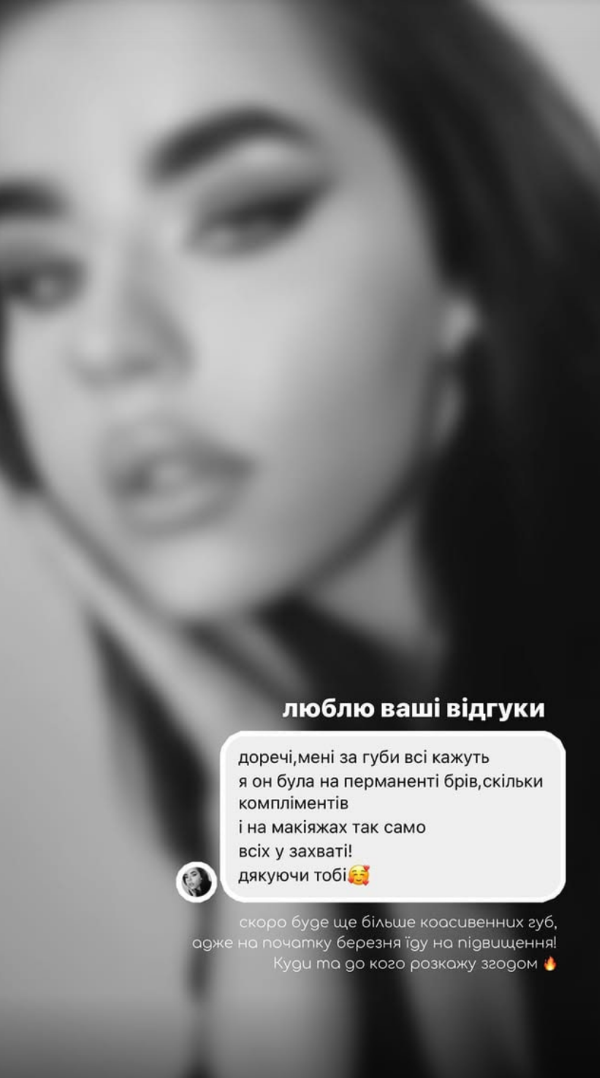 люблю ваші відгуки
доречі,мені за губи всі кажуть
я он була на перманенті брів,скільки
компліментів
і на макіяжах так само
всіх у захваті!
дякуючи тобі🥰
скоро буде ще більше коасивенних губ,
адже на початку березня їду на підвищення!
Куди та до кого розкажу згодом 🔥